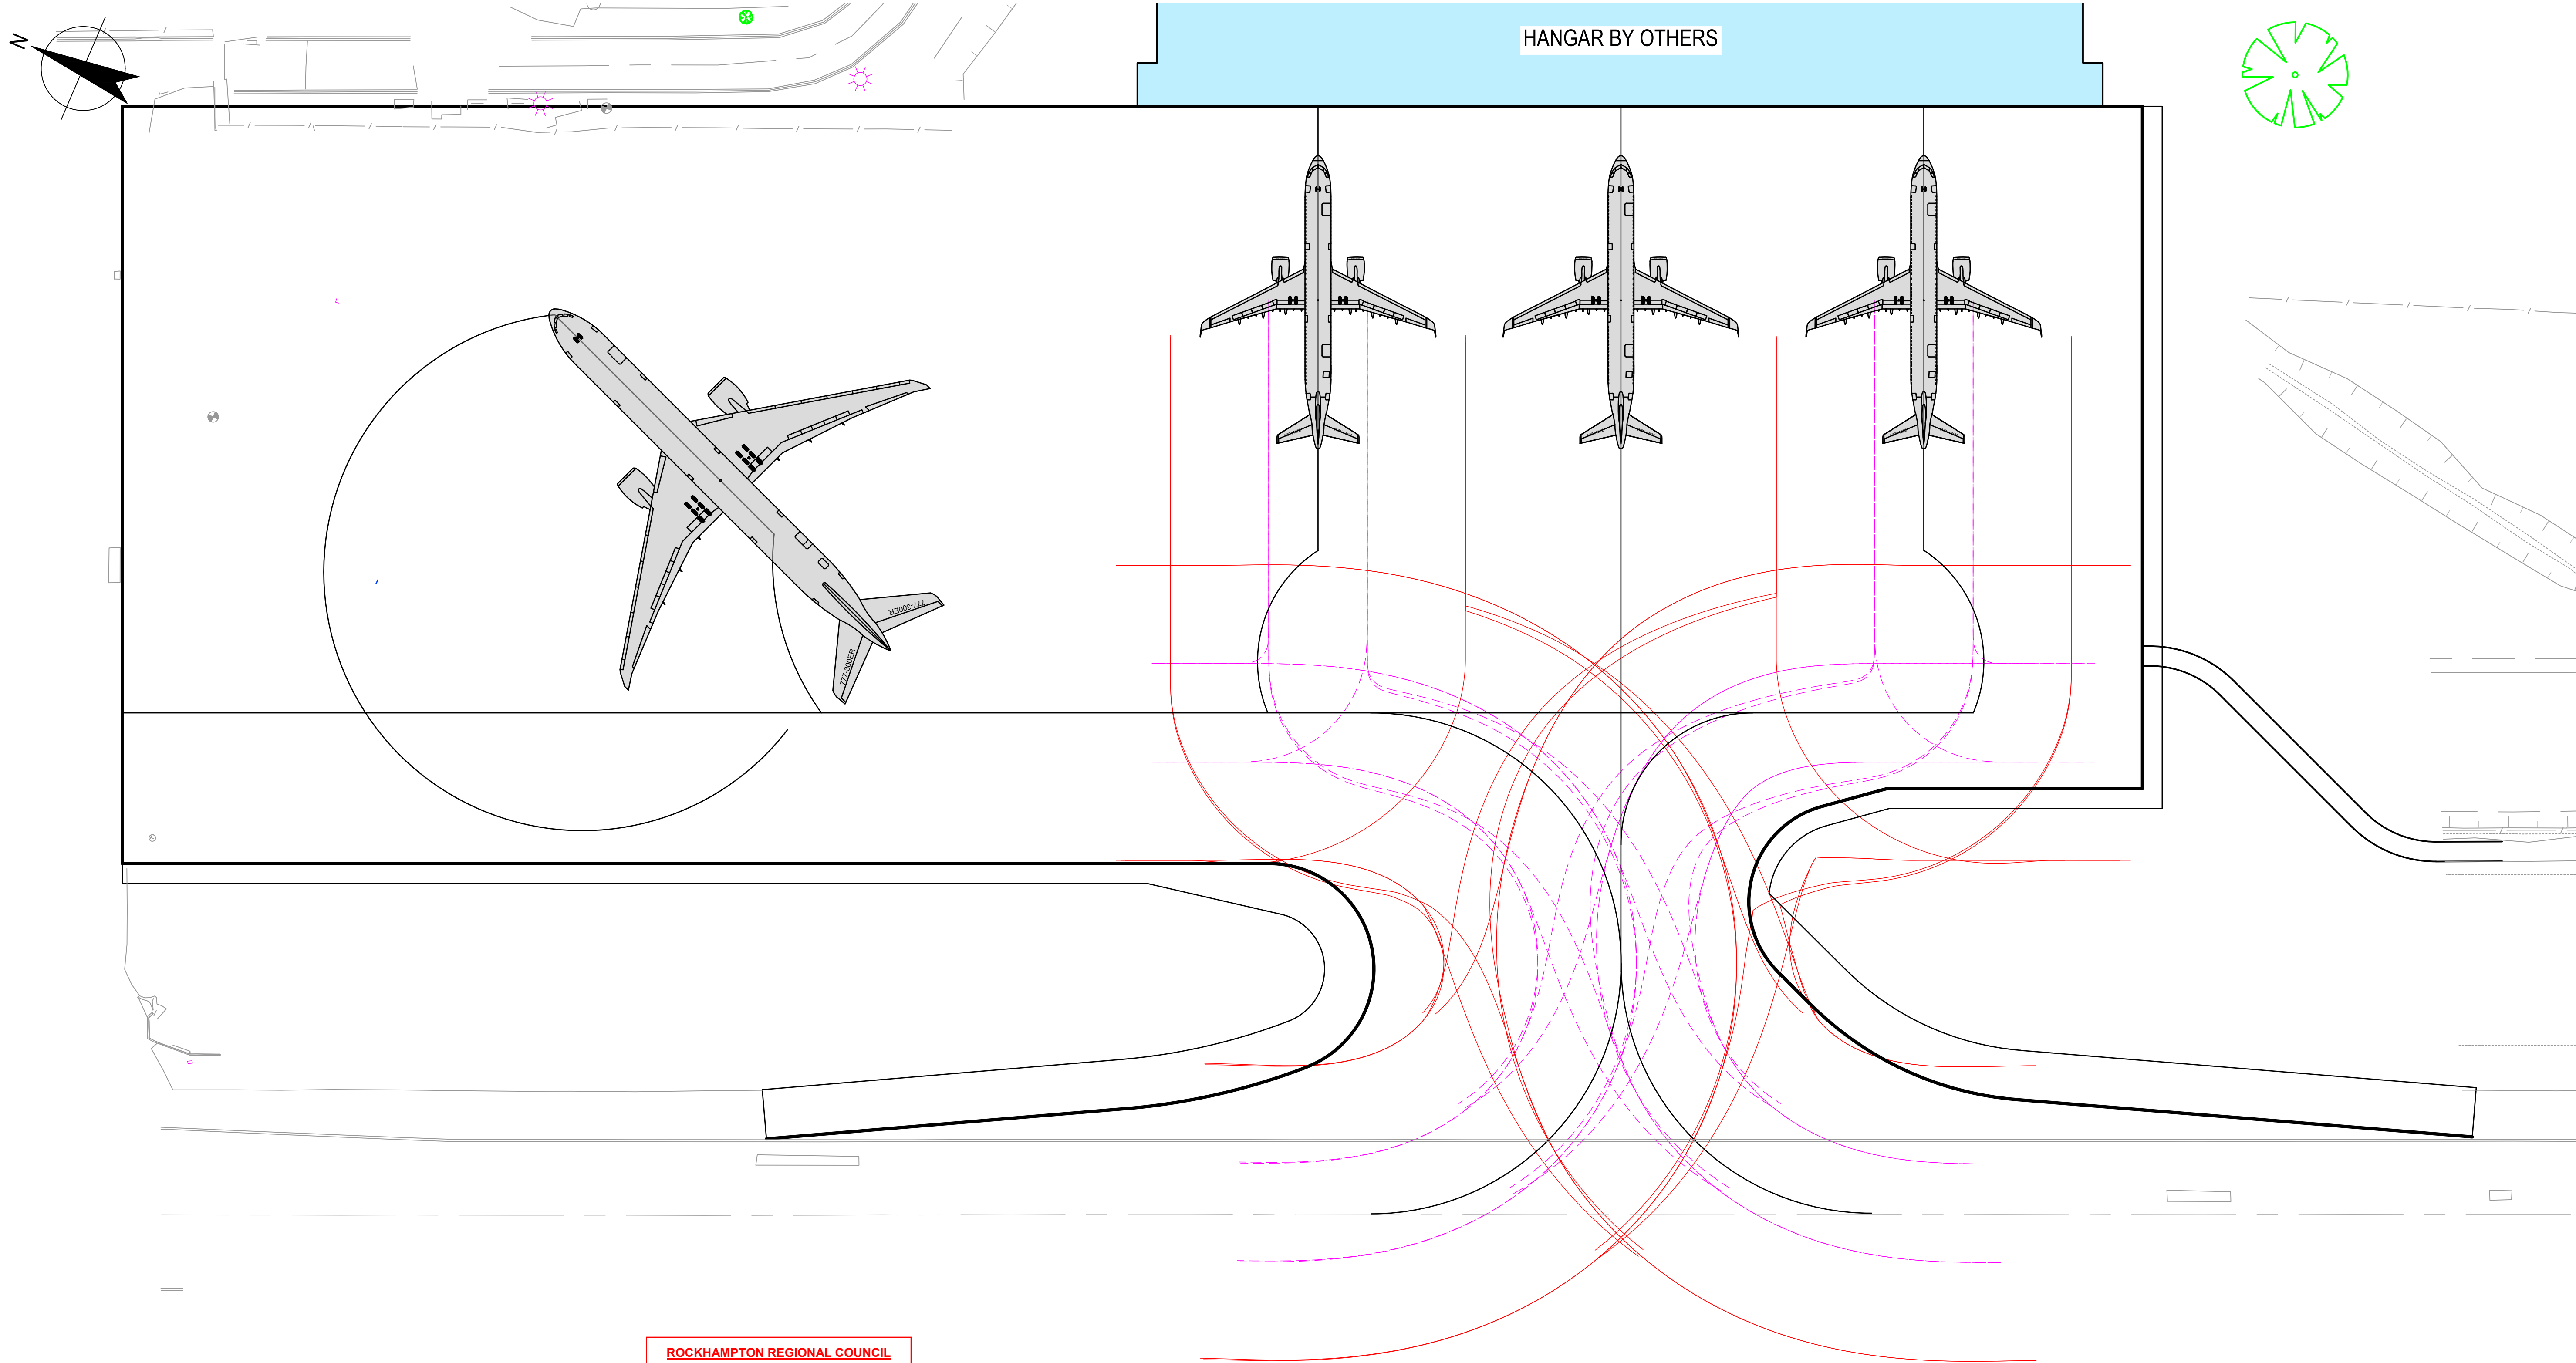 N
HANGAR BY OTHERS
777-300ER
777-300ER
ROCKHAMPTON REGIONAL COUNCIL